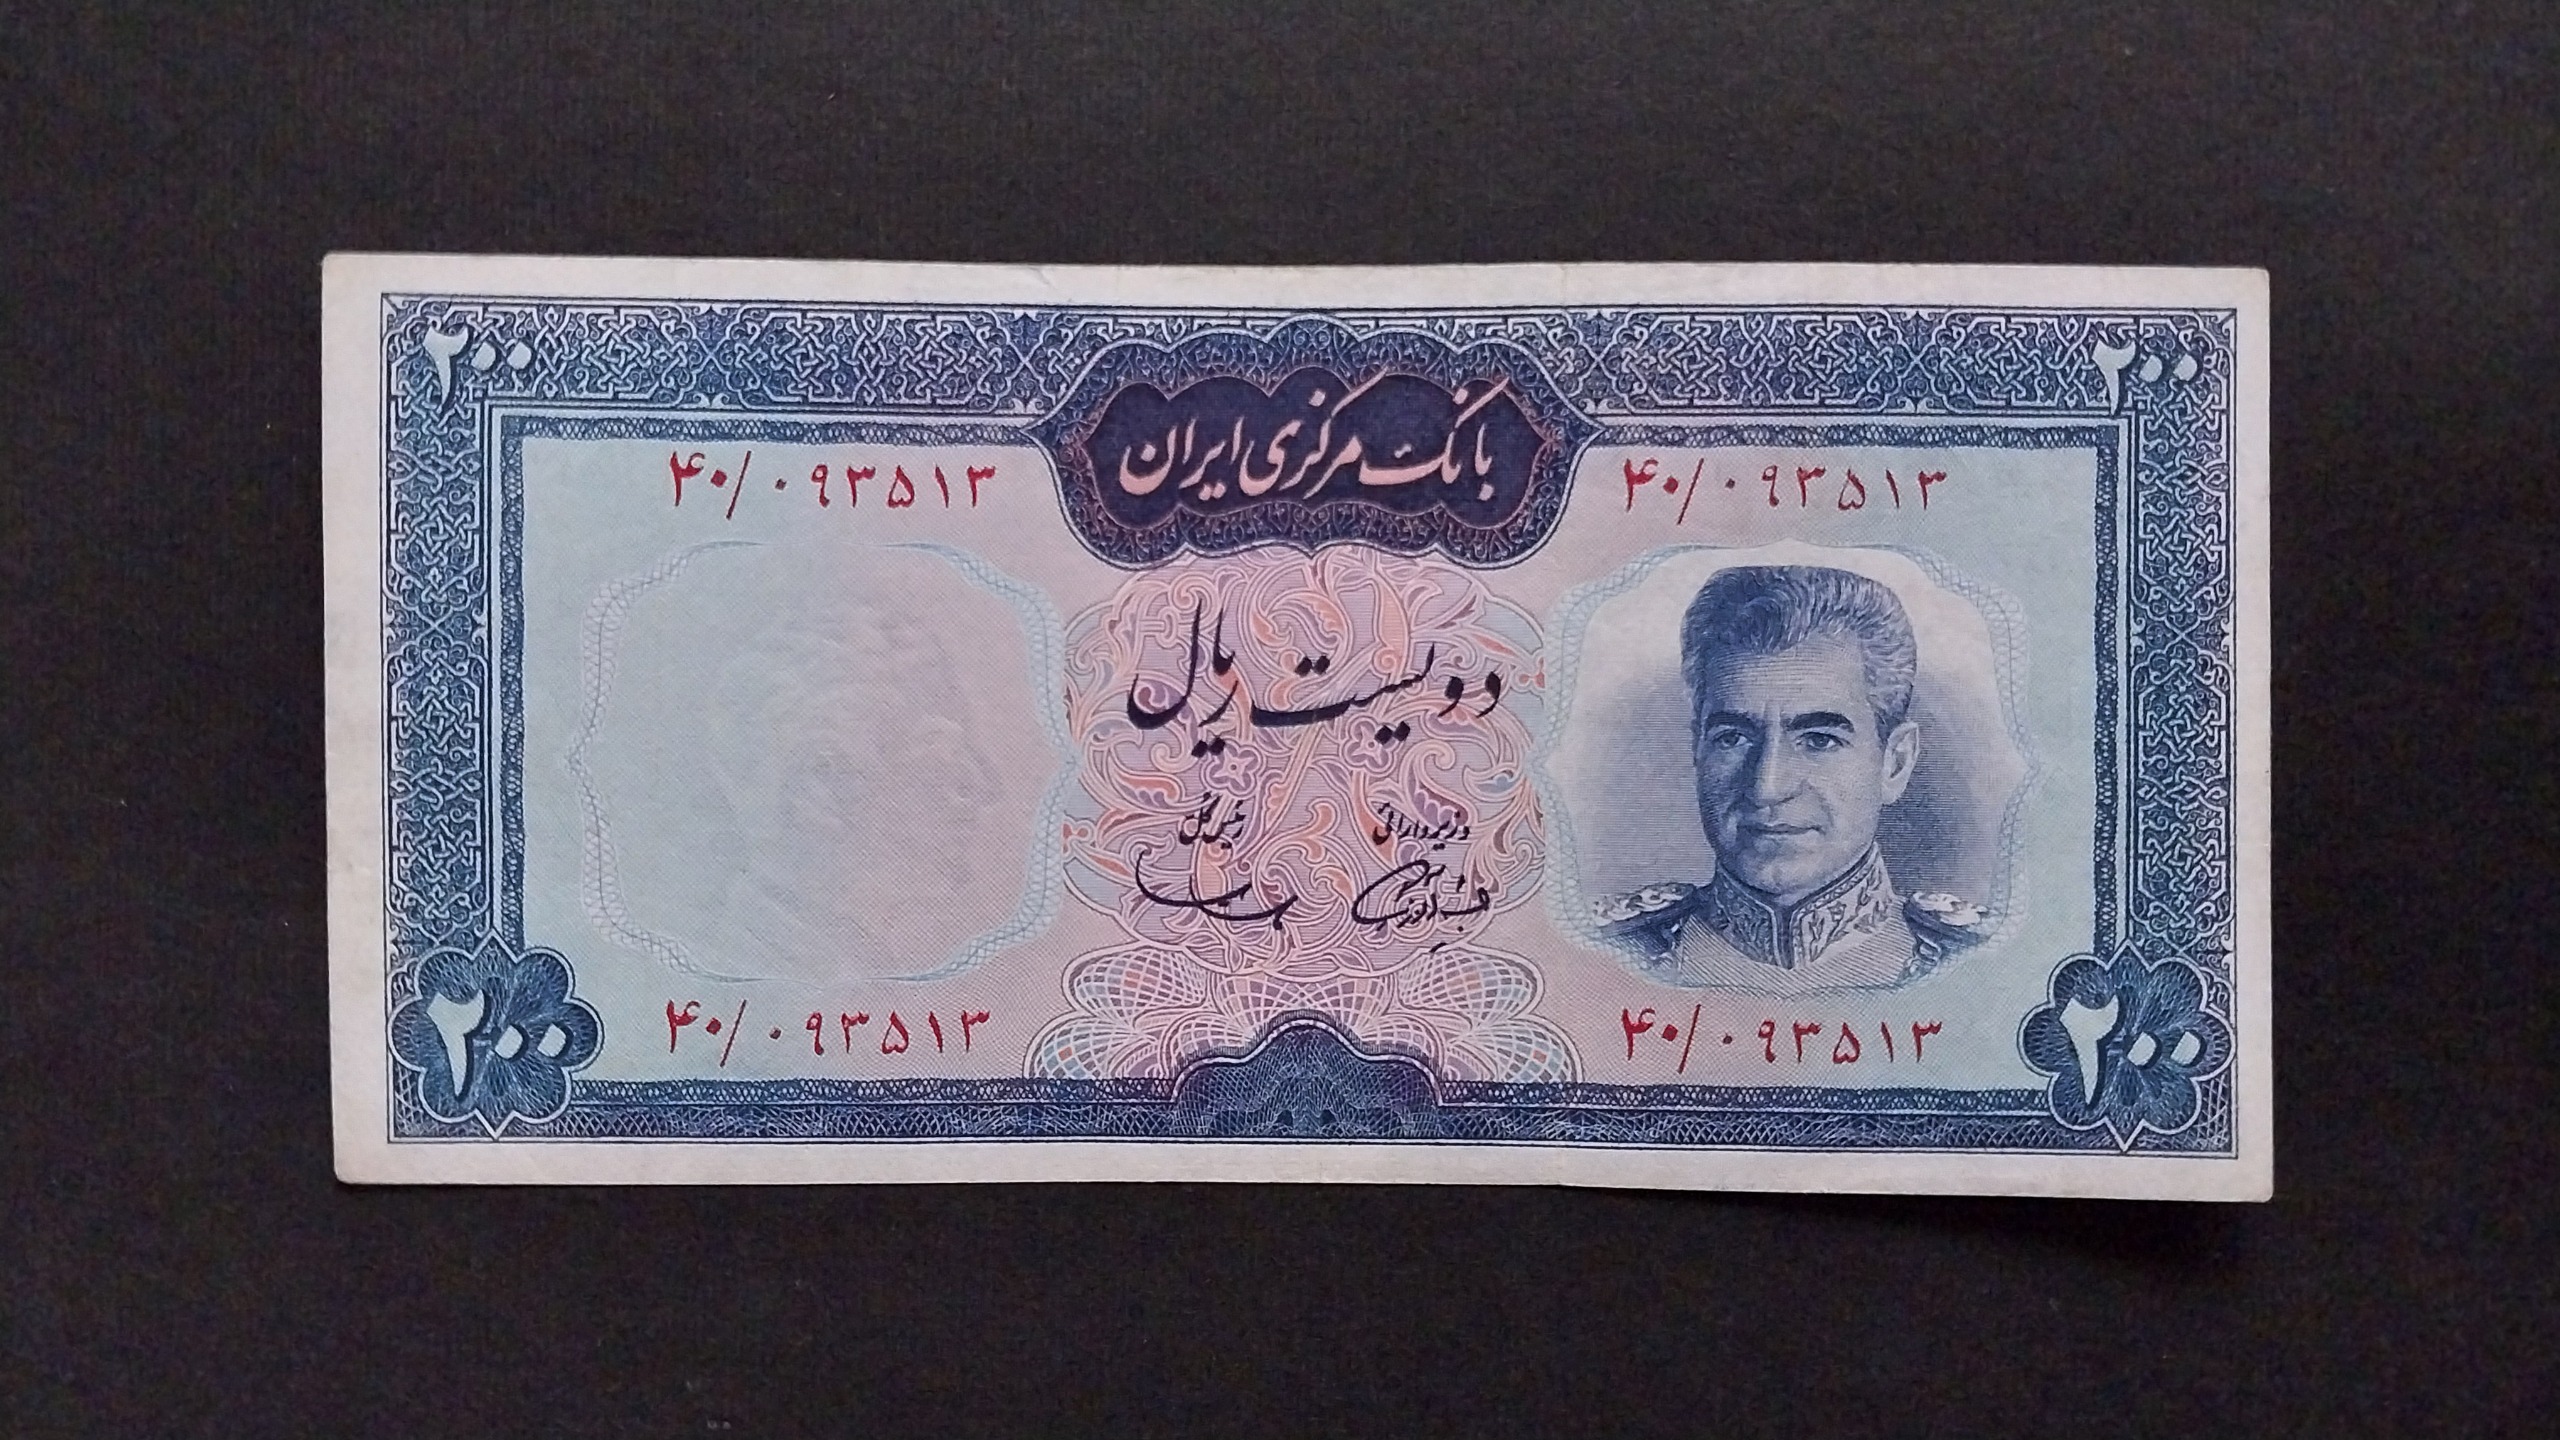 ۲۰۰ ۲۰۰
بانک مرکزی ایران
۴۰/۰۹۳۵۱۳ ۴۰/۰۹۳۵۱۳
دویست ریال
وزیر دارائی رئیس کل
۴۰/۰۹۳۵۱۳ ۴۰/۰۹۳۵۱۳
۲۰۰ ۲۰۰